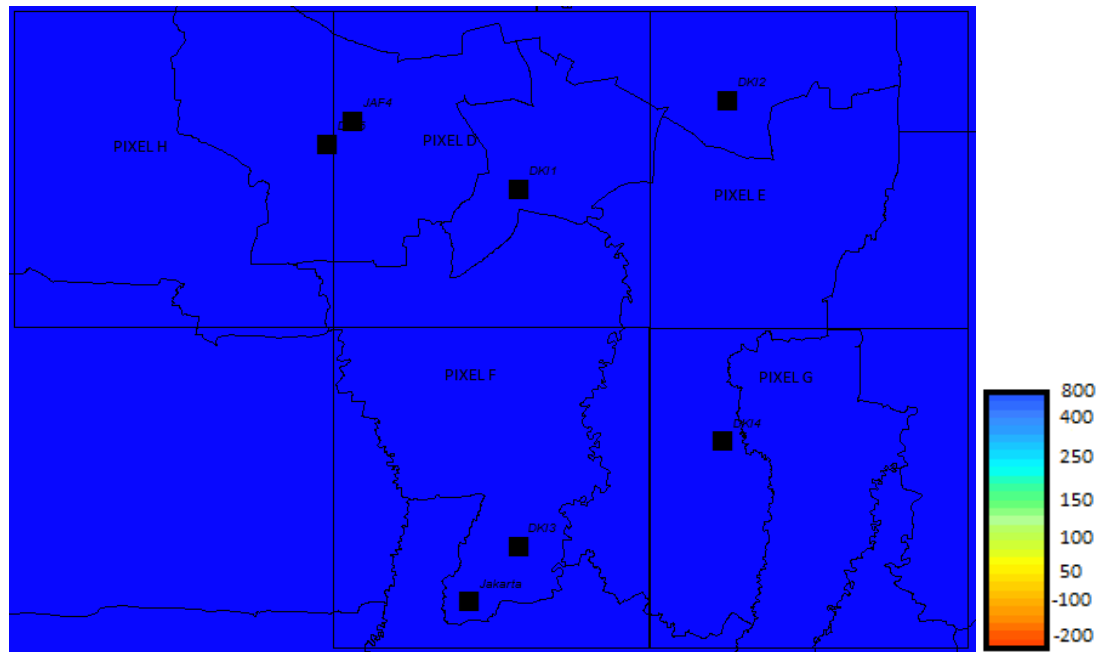 DKI2
JAF4
PIXEL H
PIXEL D
DKI1
PIXEL E
PIXEL F
PIXEL G
DKI4
DKI3
Jakarta
800
400
250
150
100
50
-100
-200